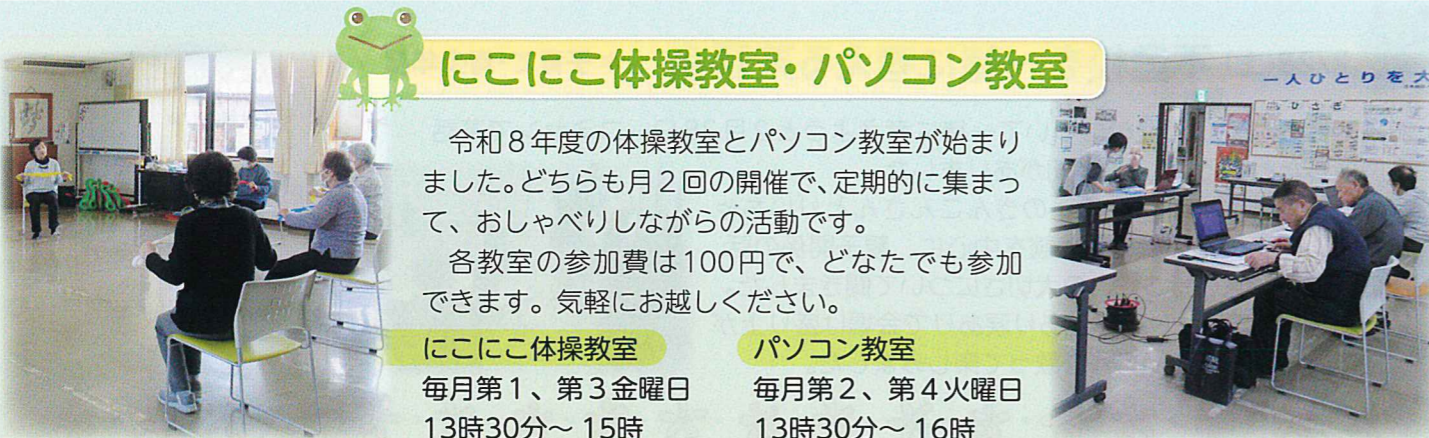 にこにこ体操教室・パソコン教室
令和8年度の体操教室とパソコン教室が始まり
ました。どちらも月2回の開催で、定期的に集まっ
て、おしゃべりしながらの活動です。
各教室の参加費は100円で、どなたでも参加
できます。気軽にお越しください。
にこにこ体操教室
毎月第1、第3金曜日
13時30分〜15時
パソコン教室
毎月第2、第4火曜日
13時30分〜16時
一人ひとりを大